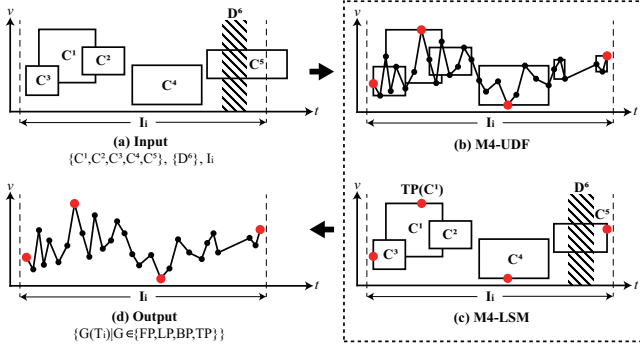 v
D⁶
C¹
C²
C³
C⁴
C⁵
t
Iᵢ
(a) Input
{C¹,C²,C³,C⁴,C⁵}, {D⁶}, Iᵢ
v
t
(b) M4-UDF
v
t
Iᵢ
(d) Output
{G(Tᵢ)|G∈{FP,LP,BP,TP}}
v
TP(C¹)
D⁶
C¹
C²
C³
C⁴
C⁵
t
Iᵢ
(c) M4-LSM